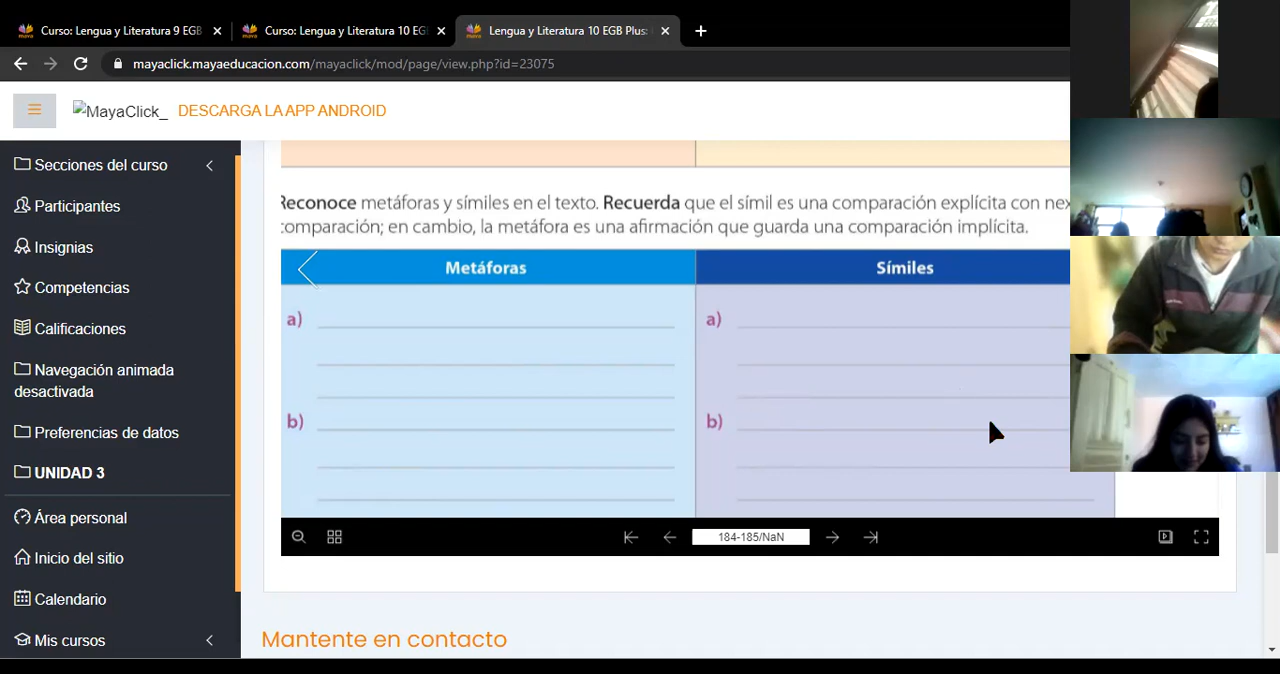 Curso: Lengua y Literatura 9 EGB
Curso: Lengua y Literatura 10 EG
Lengua y Literatura 10 EGB Plus:
mayaclick.mayaeducacion.com/mayaclick/mod/page/view.php?id=23075
MayaClick_
DESCARGA LA APP ANDROID
Secciones del curso
Participantes
Insignias
Competencias
Calificaciones
Navegación animada
desactivada
Preferencias de datos
UNIDAD 3
Área personal
Inicio del sitio
Calendario
Mis cursos
Reconoce metáforas y símiles en el texto. Recuerda que el símil es una comparación explícita con nex
comparación; en cambio, la metáfora es una afirmación que guarda una comparación implícita.
Metáforas
Símiles
a)
a)
b)
b)
184-185/NaN
Mantente en contacto